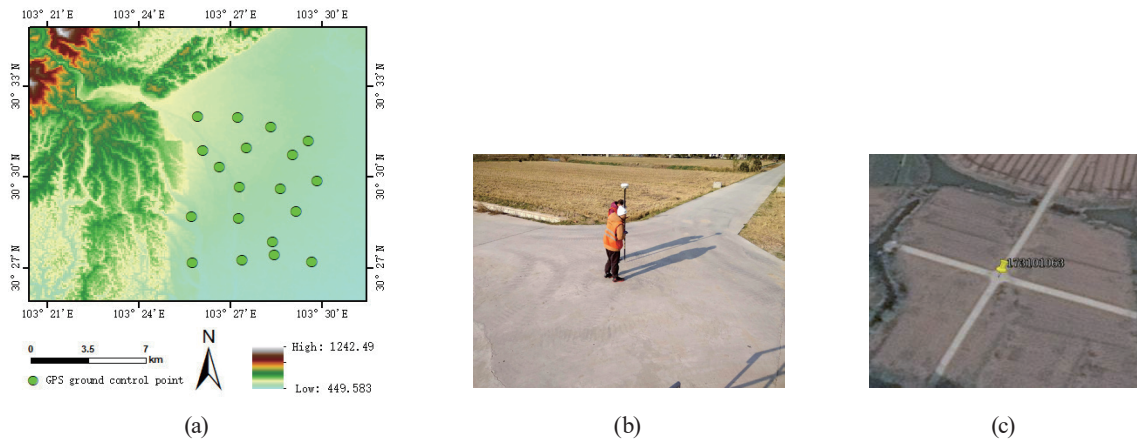 103° 21′E 103° 24′E 103° 27′E 103° 30′E
30° 33′N 30° 33′N
30° 30′N 30° 30′N
30° 27′N 30° 27′N
103° 21′E 103° 24′E 103° 27′E 103° 30′E
N
0 3.5 7
km
High: 1242.49
GPS ground control point
Low: 449.583
173101063
(a) (b) (c)